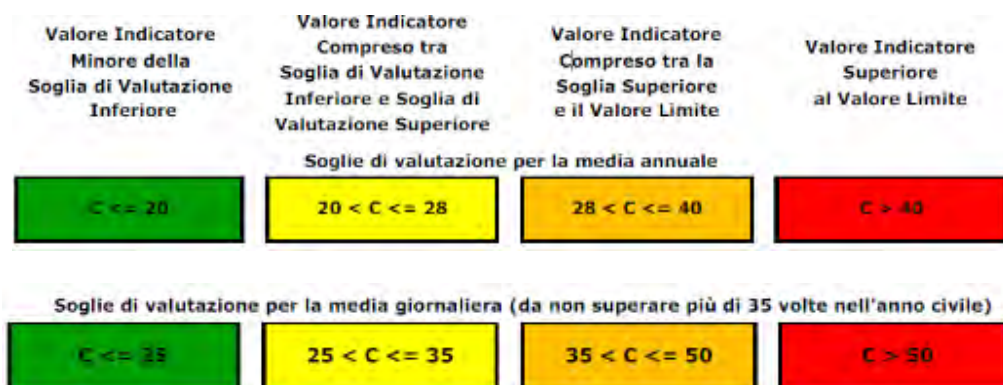 Valore Indicatore
Minore della
Soglia di Valutazione
Inferiore
Valore Indicatore
Compreso tra
Soglia di Valutazione
Inferiore e Soglia di
Valutazione Superiore
Valore Indicatore
Compreso tra la
Soglia Superiore
e il Valore Limite
Valore Indicatore
Superiore
al Valore Limite
Soglie di valutazione per la media annuale
C <= 20
20 < C <= 28
28 < C <= 40
C > 40
Soglie di valutazione per la media giornaliera (da non superare più di 35 volte nell'anno civile)
C <= 25
25 < C <= 35
35 < C <= 50
C > 50